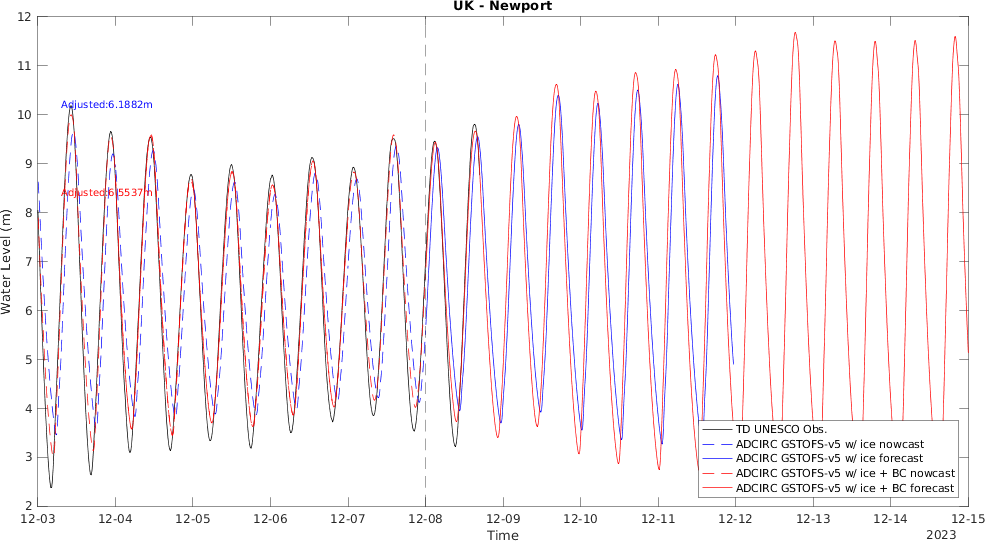 UK - Newport
12
11
10
9
8
7
6
5
4
3
2
Water Level (m)
Adjusted:6.1882m
Adjusted:6.5537m
TD UNESCO Obs.
ADCIRC GSTOFS-v5 w/ ice nowcast
ADCIRC GSTOFS-v5 w/ ice forecast
ADCIRC GSTOFS-v5 w/ ice + BC nowcast
ADCIRC GSTOFS-v5 w/ ice + BC forecast
12-03 12-04 12-05 12-06 12-07 12-08 12-09 12-10 12-11 12-12 12-13 12-14 12-15
Time
2023